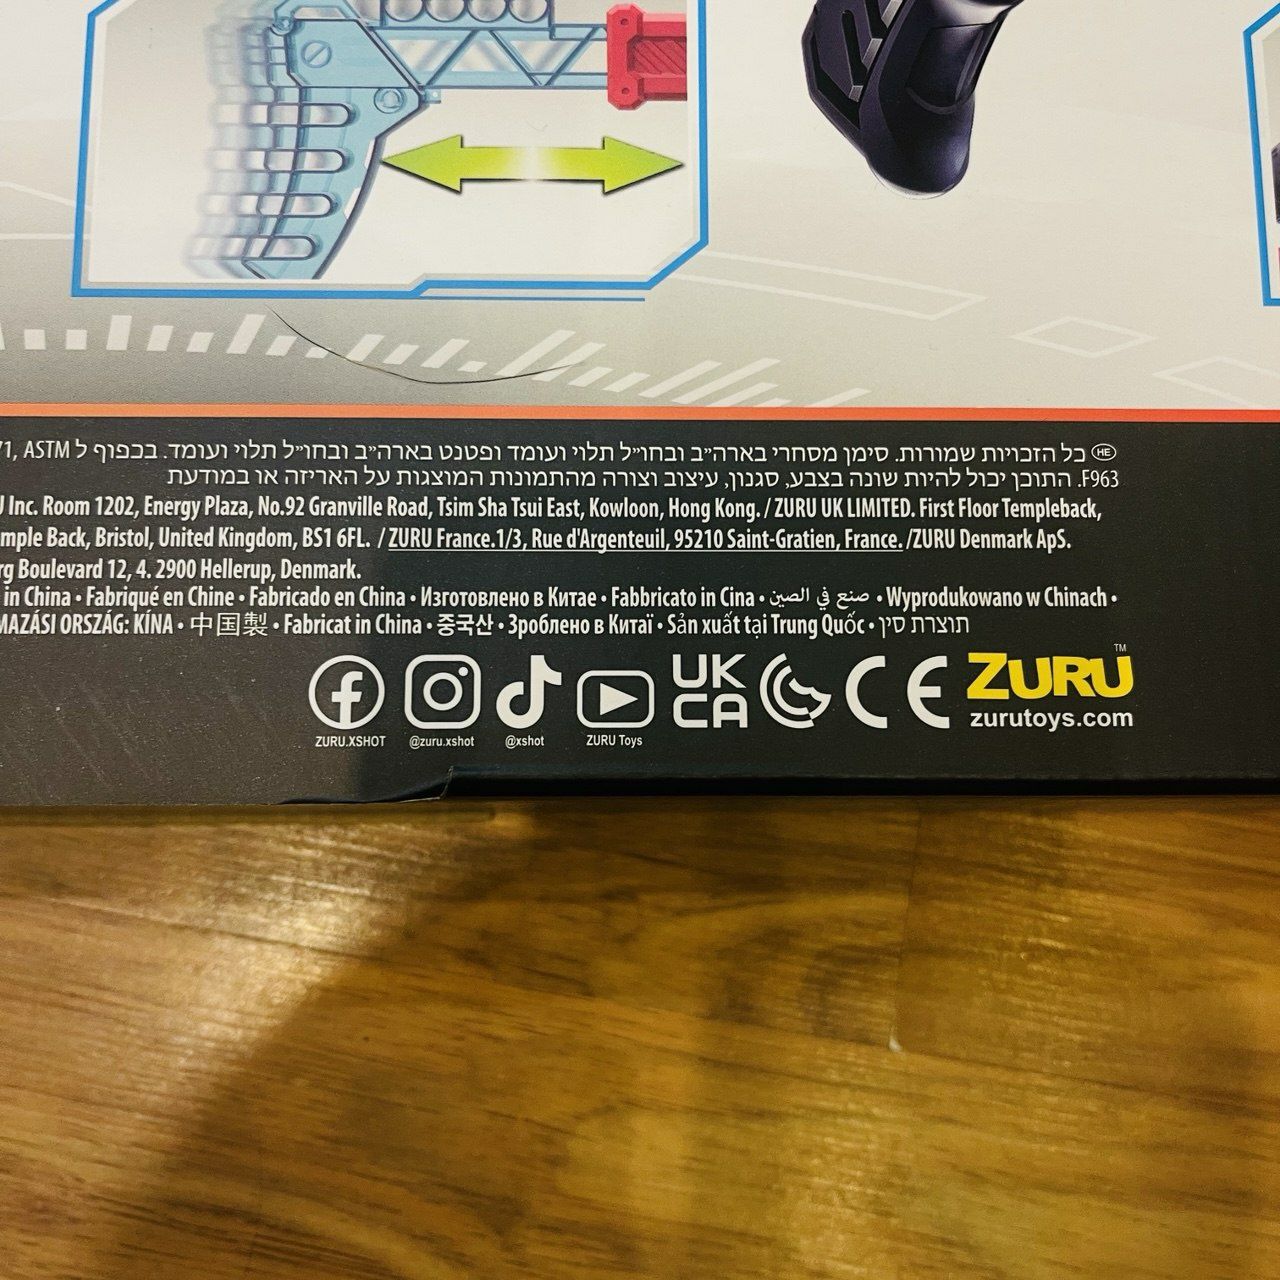 (HE) כל הזכויות שמורות. סימן מסחרי בארה״ב ובחו״ל תלוי ועומד ופטנט בארה״ב ובחו״ל תלוי ועומד. בכפוף ל 71, ASTM
F963. התוכן יכול להיות שונה בצבע, סגנון, עיצוב וצורה מהתמונות המוצגות על האריזה או במודעת
Inc. Room 1202, Energy Plaza, No.92 Granville Road, Tsim Sha Tsui East, Kowloon, Hong Kong. / ZURU UK LIMITED. First Floor Templeback,
mple Back, Bristol, United Kingdom, BS1 6FL. / ZURU France.1/3, Rue d'Argenteuil, 95210 Saint-Gratien, France. /ZURU Denmark ApS.
rg Boulevard 12, 4. 2900 Hellerup, Denmark.
in China • Fabriqué en Chine • Fabricado en China • Изготовлено в Китае • Fabbricato in Cina • صنع في الصين • Wyprodukowano w Chinach •
MAZÁSI ORSZÁG: KÍNA • 中国製 • Fabricat in China • 중국산 • Зроблено в Китаї • Sản xuất tại Trung Quốc • תוצרת סין
UK CA CE ZURU™
zurutoys.com
ZURU.XSHOT @zuru.xshot @xshot ZURU Toys